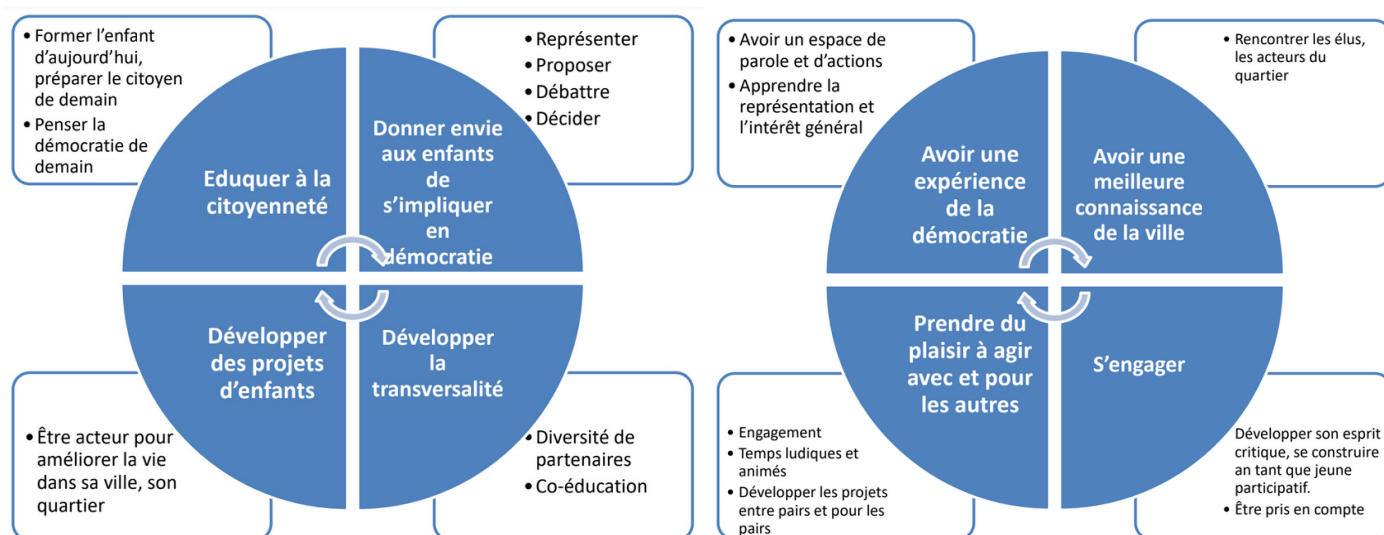 • Former l'enfant
d'aujourd'hui,
préparer le citoyen
de demain
• Penser la
démocratie de
demain
• Représenter
• Proposer
• Débattre
• Décider
Eduquer à la
citoyenneté
Donner envie
aux enfants
de
s'impliquer
en
démocratie
Développer
des projets
d'enfants
Développer
la
transversalité
• Être acteur pour
améliorer la vie
dans sa ville, son
quartier
• Diversité de
partenaires
• Co-éducation
• Avoir un espace de
parole et d'actions
• Apprendre la
représentation et
l'intérêt général
• Rencontrer les élus,
les acteurs du
quartier
Avoir une
expérience
de la
démocratie
Avoir une
meilleure
connaissance
de la ville
Prendre du
plaisir à agir
avec et pour
les autres
S'engager
• Engagement
• Temps ludiques et
animés
• Développer les projets
entre pairs et pour les
pairs
Développer son esprit
critique, se construire
an tant que jeune
participatif.
• Être pris en compte